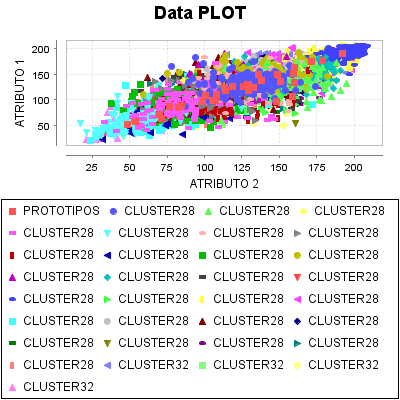 Data PLOT
ATRIBUTO 1
200
150
100
50
25 50 75 100 125 150 175 200
ATRIBUTO 2
PROTOTIPOS CLUSTER28 CLUSTER28 CLUSTER28
CLUSTER28 CLUSTER28 CLUSTER28 CLUSTER28
CLUSTER28 CLUSTER28 CLUSTER28 CLUSTER28
CLUSTER28 CLUSTER28 CLUSTER28 CLUSTER28
CLUSTER28 CLUSTER28 CLUSTER28 CLUSTER28
CLUSTER28 CLUSTER28 CLUSTER28 CLUSTER28
CLUSTER28 CLUSTER28 CLUSTER28 CLUSTER28
CLUSTER28 CLUSTER32 CLUSTER32 CLUSTER32
CLUSTER32